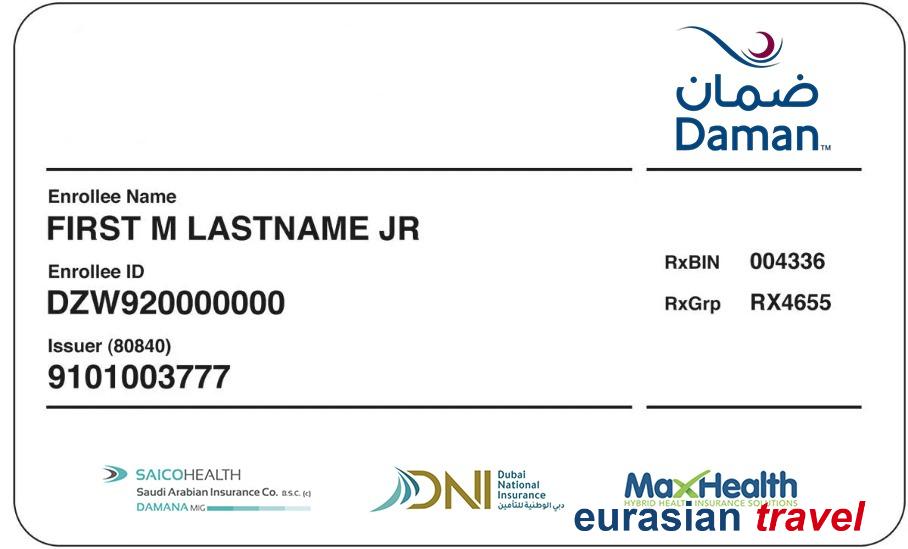 ضمان
Daman™
Enrollee Name
FIRST M LASTNAME JR
Enrollee ID
DZW920000000
RxBIN 004336
RxGrp RX4655
Issuer (80840)
9101003777
SAICOHEALTH
Saudi Arabian Insurance Co. B.S.C. (c)
DAMANA MIG
DNI
Dubai
National
Insurance
دبي الوطنية للتأمين
MaxHealth
HYBRID HEALTH INSURANCE SOLUTIONS
eurasian travel